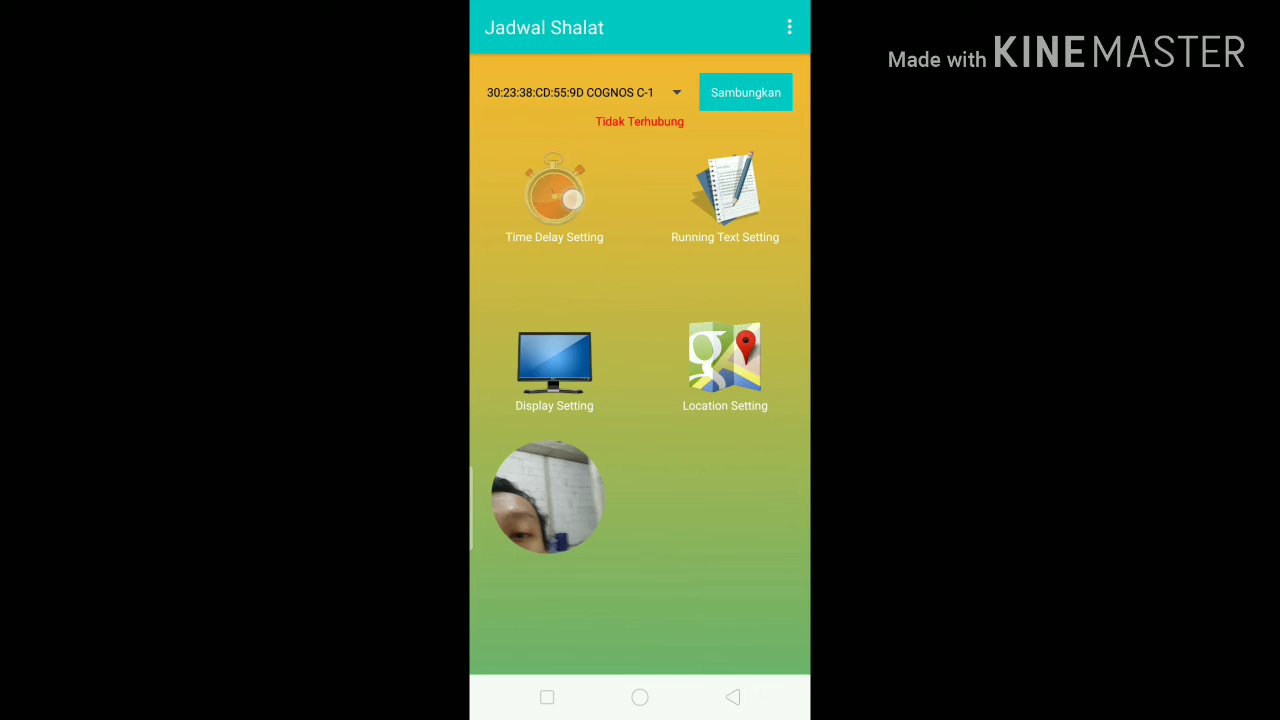 Jadwal Shalat
Made with KINEMASTER
30:23:38:CD:55:9D COGNOS C-1
Sambungkan
Tidak Terhubung
Time Delay Setting
Running Text Setting
Display Setting
Location Setting